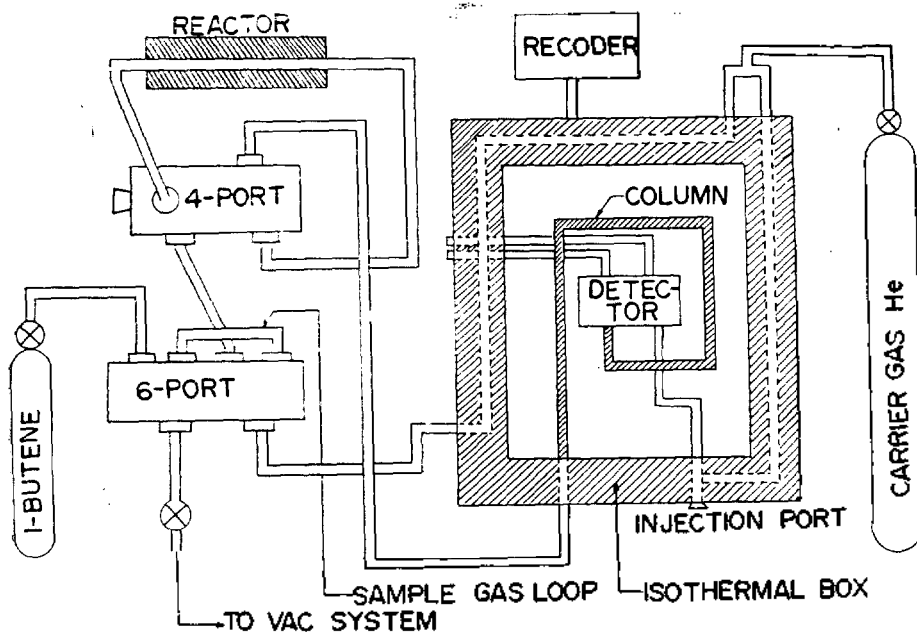 REACTOR
RECODER
4-PORT
COLUMN
DETEC-
TOR
6-PORT
1-BUTENE
CARRIER GAS He
INJECTION PORT
SAMPLE GAS LOOP
ISOTHERMAL BOX
TO VAC SYSTEM